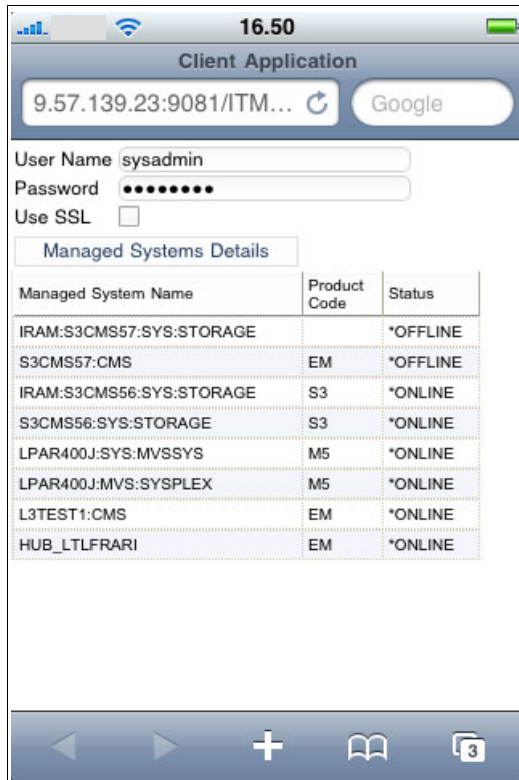 16.50
Client Application
9.57.139.23:9081/ITM... Google
User Name sysadmin
Password ••••••••
Use SSL
Managed Systems Details
Managed System Name Product Code Status
IRAM:S3CMS57:SYS:STORAGE *OFFLINE
S3CMS57:CMS EM *OFFLINE
IRAM:S3CMS56:SYS:STORAGE S3 *ONLINE
S3CMS56:SYS:STORAGE S3 *ONLINE
LPAR400J:SYS:MVSSYS M5 *ONLINE
LPAR400J:MVS:SYSPLEX M5 *ONLINE
L3TEST1:CMS EM *ONLINE
HUB_LTLFRARI EM *ONLINE
3